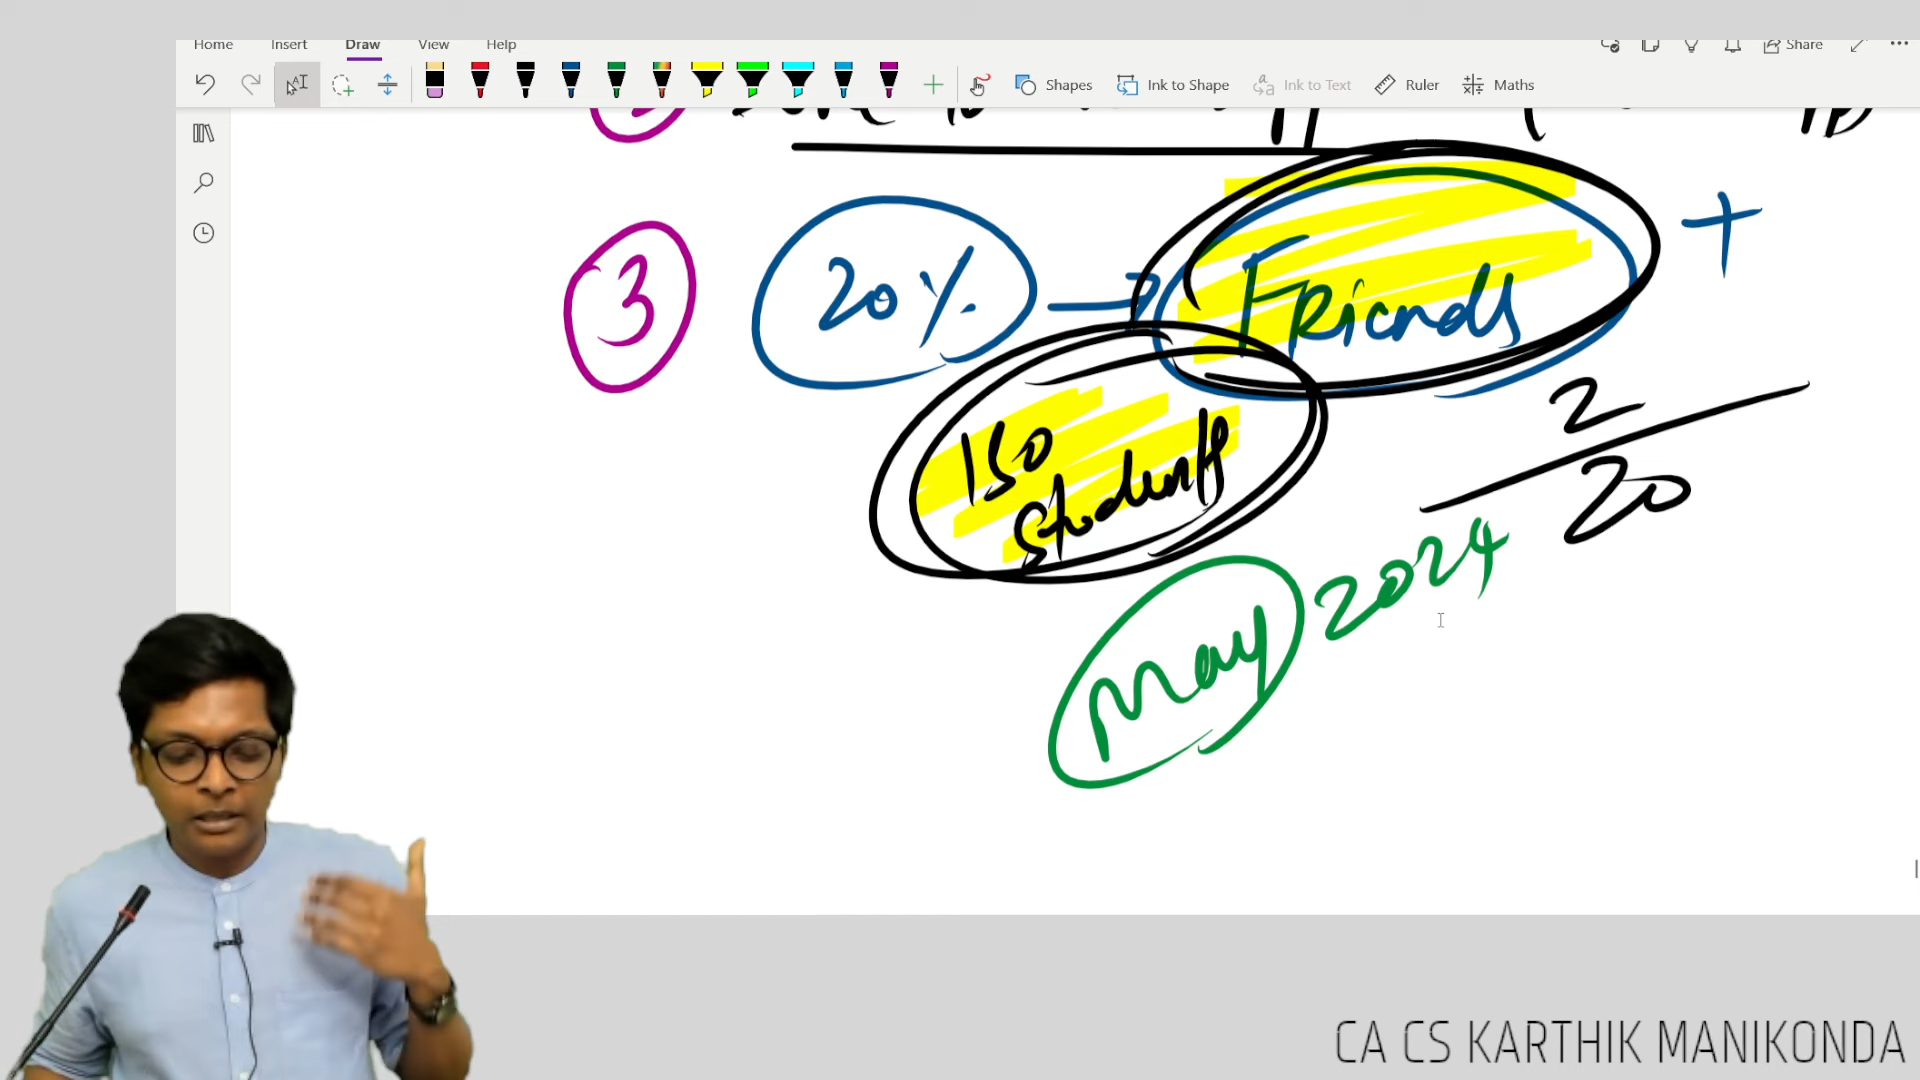 Home Insert Draw View Help Share
Shapes Ink to Shape Ink to Text Ruler Maths
3 20% → Friends +
150 Students
2
20
May 2024
CA CS KARTHIK MANIKONDA